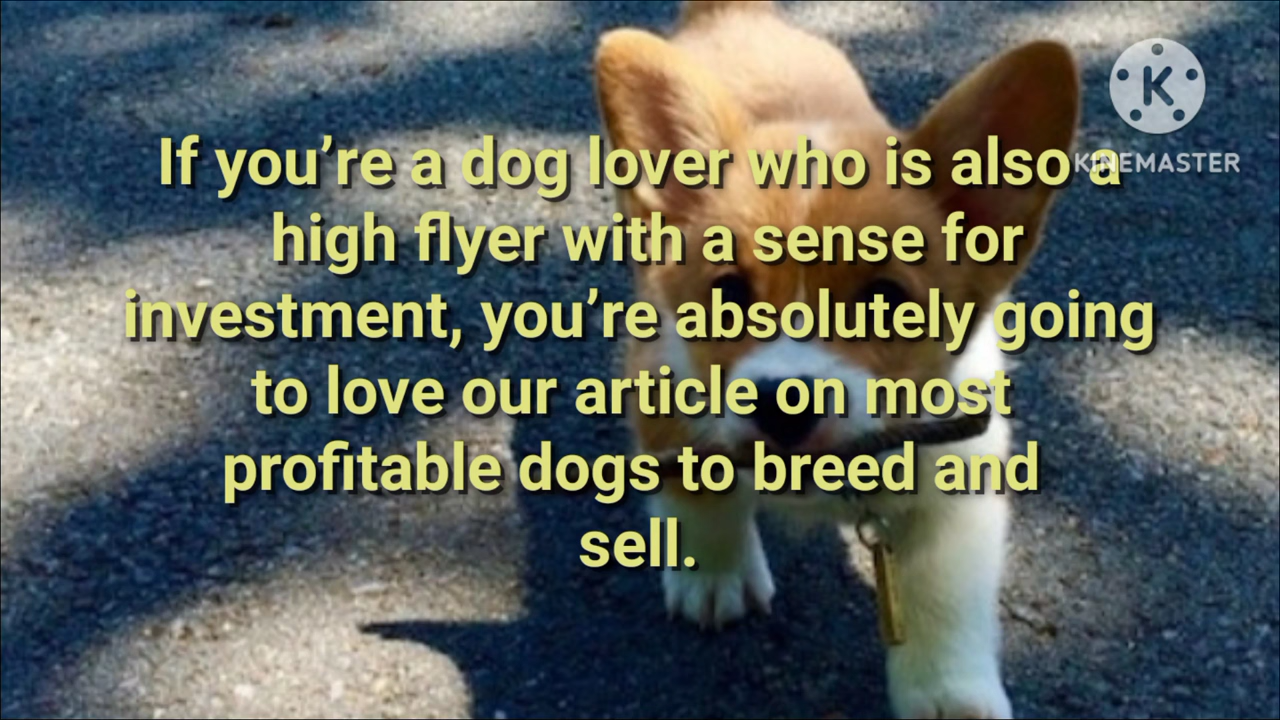 If you’re a dog lover who is also a
high flyer with a sense for
investment, you’re absolutely going
to love our article on most
profitable dogs to breed and
sell.
K
KINEMASTER